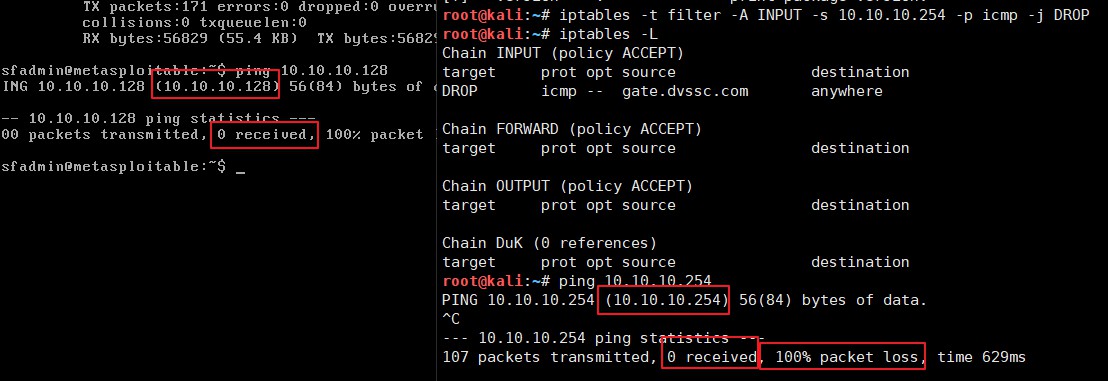 TX packets:171 errors:0 dropped:0 overru
collisions:0 txqueuelen:0
RX bytes:56829 (55.4 KB)  TX bytes:5682
sfadmin@metasploitable:~$ ping 10.10.10.128
ING 10.10.10.128 (10.10.10.128) 56(84) bytes of
-- 10.10.10.128 ping statistics ---
00 packets transmitted, 0 received, 100% packet
sfadmin@metasploitable:~$ _
root@kali:~# iptables -t filter -A INPUT -s 10.10.10.254 -p icmp -j DROP
root@kali:~# iptables -L
Chain INPUT (policy ACCEPT)
target     prot opt source               destination
DROP       icmp --  gate.dvssc.com       anywhere
Chain FORWARD (policy ACCEPT)
target     prot opt source               destination
Chain OUTPUT (policy ACCEPT)
target     prot opt source               destination
Chain DuK (0 references)
target     prot opt source               destination
root@kali:~# ping 10.10.10.254
PING 10.10.10.254 (10.10.10.254) 56(84) bytes of data.
^C
--- 10.10.10.254 ping statistics ---
107 packets transmitted, 0 received, 100% packet loss, time 629ms